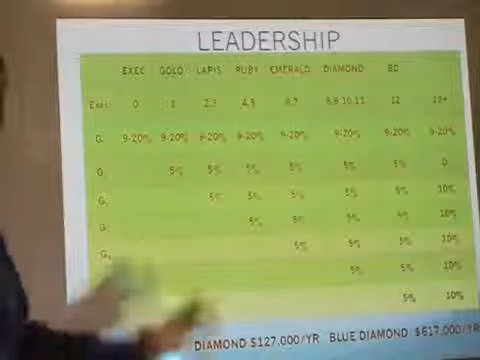 LEADERSHIP
EXEC GOLD LAPIS RUBY EMERALD DIAMOND BD
EXEC 0 1 2,3 4,5 6,7 8,9,10,11 12 12+
G 9-20% 9-20% 9-20% 9-20% 9-20% 9-20% 9-20% 9-20%
G 5% 5% 5% 5% 5% 5% 0
G 5% 5% 5% 5% 5% 10%
G 5% 5% 5% 5% 10%
G 5% 5% 5% 10%
5% 5% 10%
5% 10%
DIAMOND $127,000/YR BLUE DIAMOND $617,000/YR